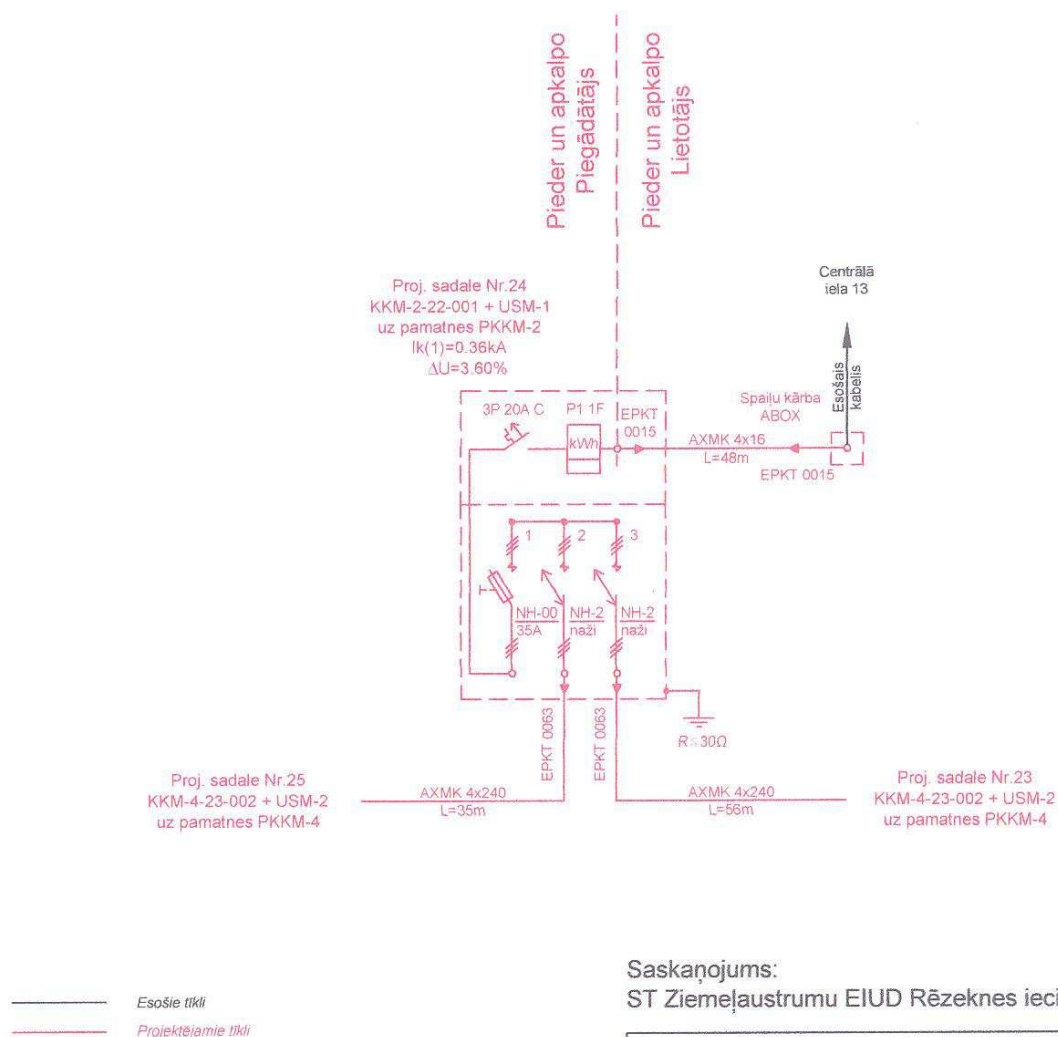 Pieder un apkalpo
Piegādātājs
Pieder un apkalpo
Lietotājs
Proj. sadale Nr.24
KKM-2-22-001 + USM-1
uz pamatnes PKKM-2
Ik(1)=0.36kA
ΔU=3.60%
Centrālā
iela 13
Esošais
kabelis
Spaiļu kārba
ABOX
3P 20A C
P1 1F
EPKT
0015
kWh
AXMK 4x16
L=48m
EPKT 0015
1
2
3
NH-00
35A
NH-2
naži
NH-2
naži
EPKT 0063
EPKT 0063
R≤30Ω
Proj. sadale Nr.25
KKM-4-23-002 + USM-2
uz pamatnes PKKM-4
AXMK 4x240
L=35m
AXMK 4x240
L=56m
Proj. sadale Nr.23
KKM-4-23-002 + USM-2
uz pamatnes PKKM-4
Saskaņojums:
ST Ziemeļaustrumu EIUD Rēzeknes ieci
Esošie tīkli
Projektējamie tīkli